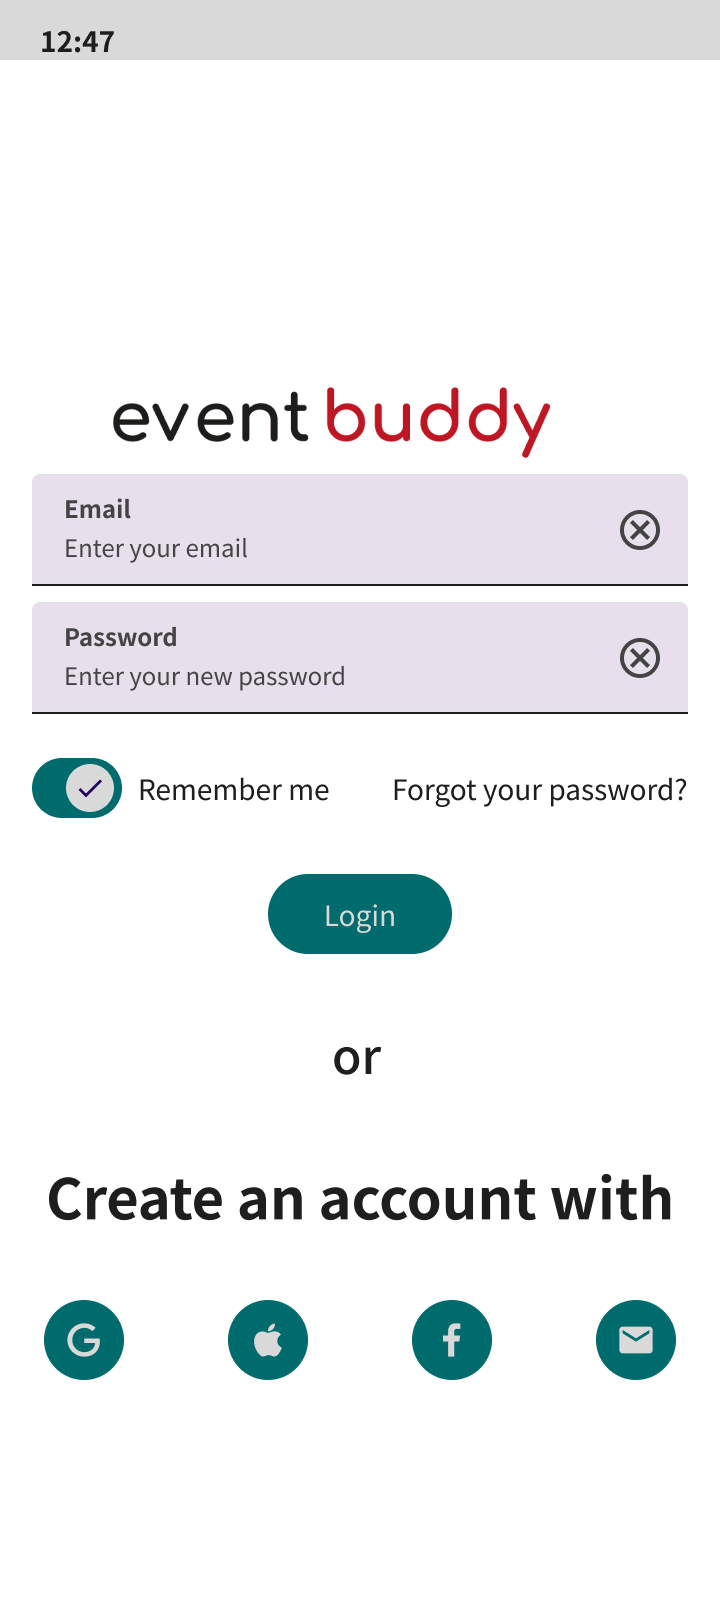 12:47
event buddy
Email
Enter your email
Password
Enter your new password
Remember me
Forgot your password?
Login
or
Create an account with